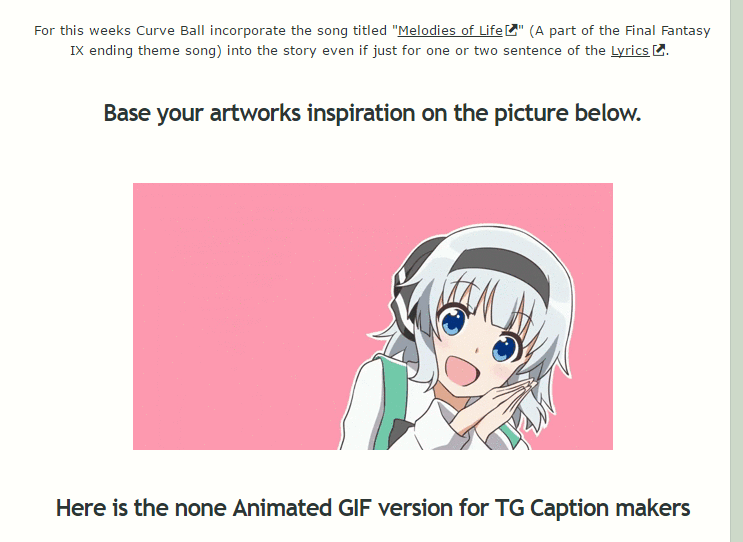 For this weeks Curve Ball incorporate the song titled "Melodies of Life" (A part of the Final Fantasy
IX ending theme song) into the story even if just for one or two sentence of the Lyrics.
Base your artworks inspiration on the picture below.
Here is the none Animated GIF version for TG Caption makers